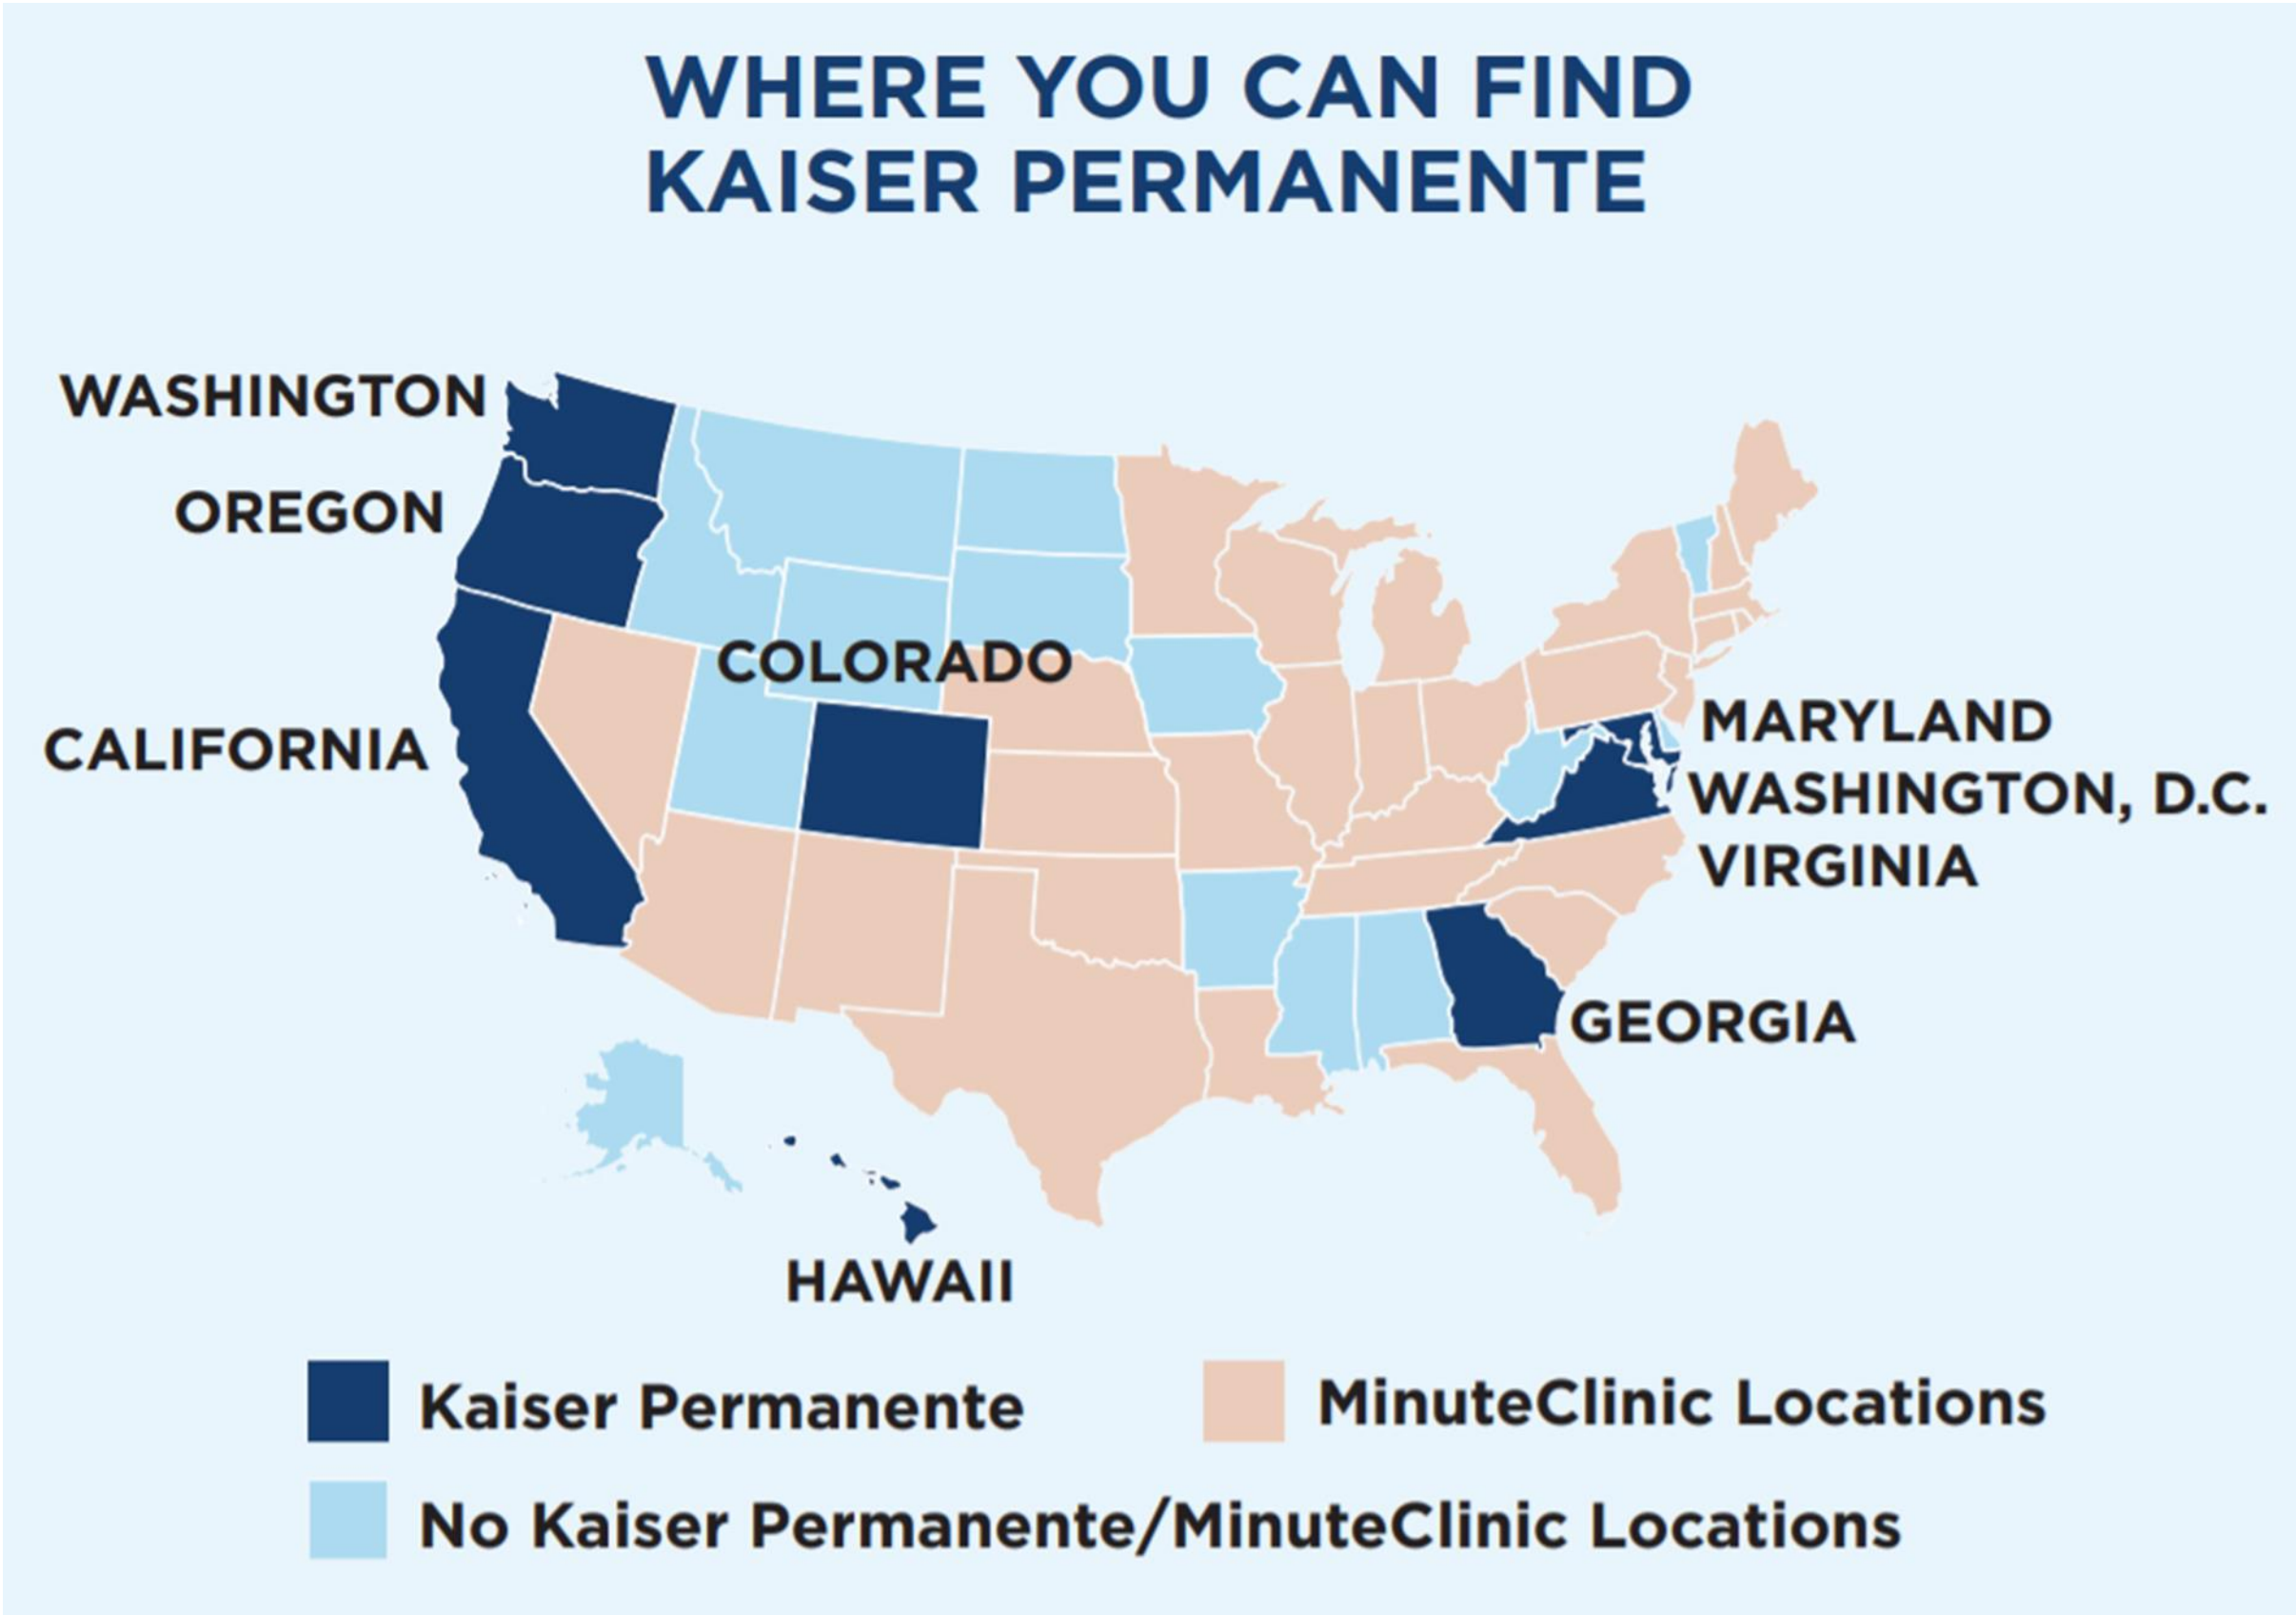 WHERE YOU CAN FIND
KAISER PERMANENTE
WASHINGTON
OREGON
COLORADO
CALIFORNIA
MARYLAND
WASHINGTON, D.C.
VIRGINIA
GEORGIA
HAWAII
Kaiser Permanente
MinuteClinic Locations
No Kaiser Permanente/MinuteClinic Locations